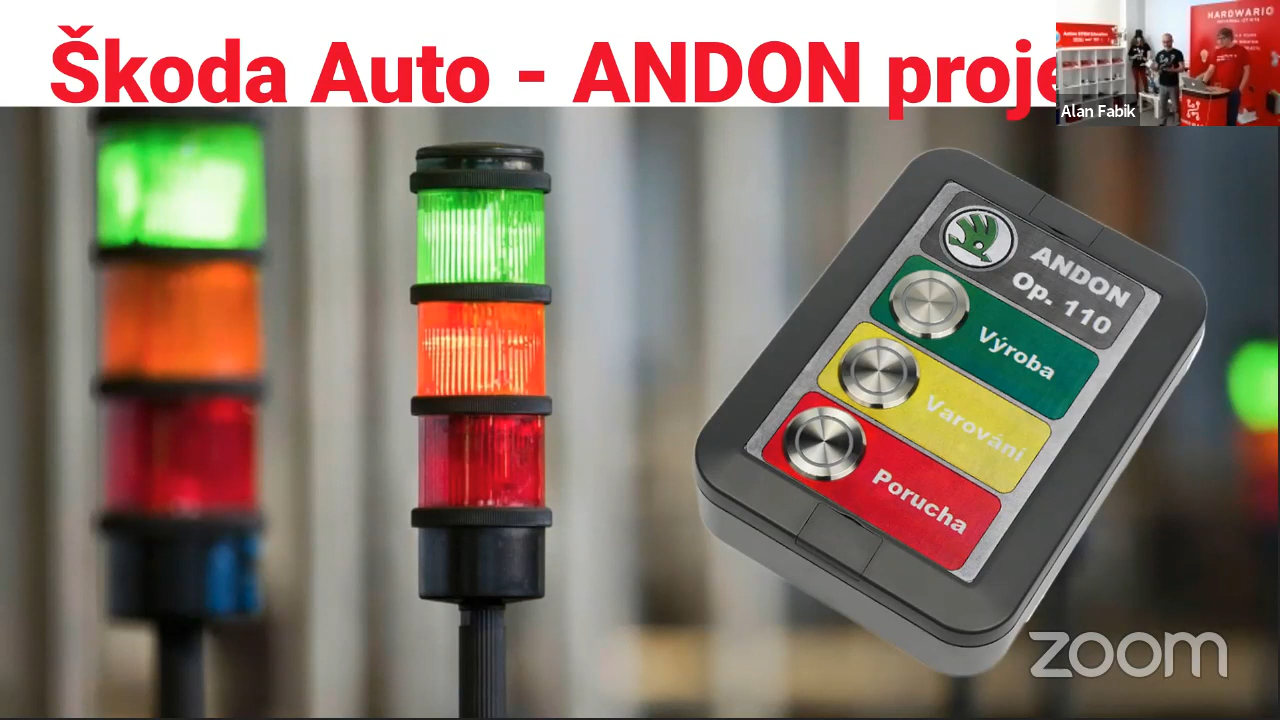 Škoda Auto - ANDON proje
HARDWARIO
Alan Fabik
ANDON
Op. 110
Výroba
Varování
Porucha
zoom